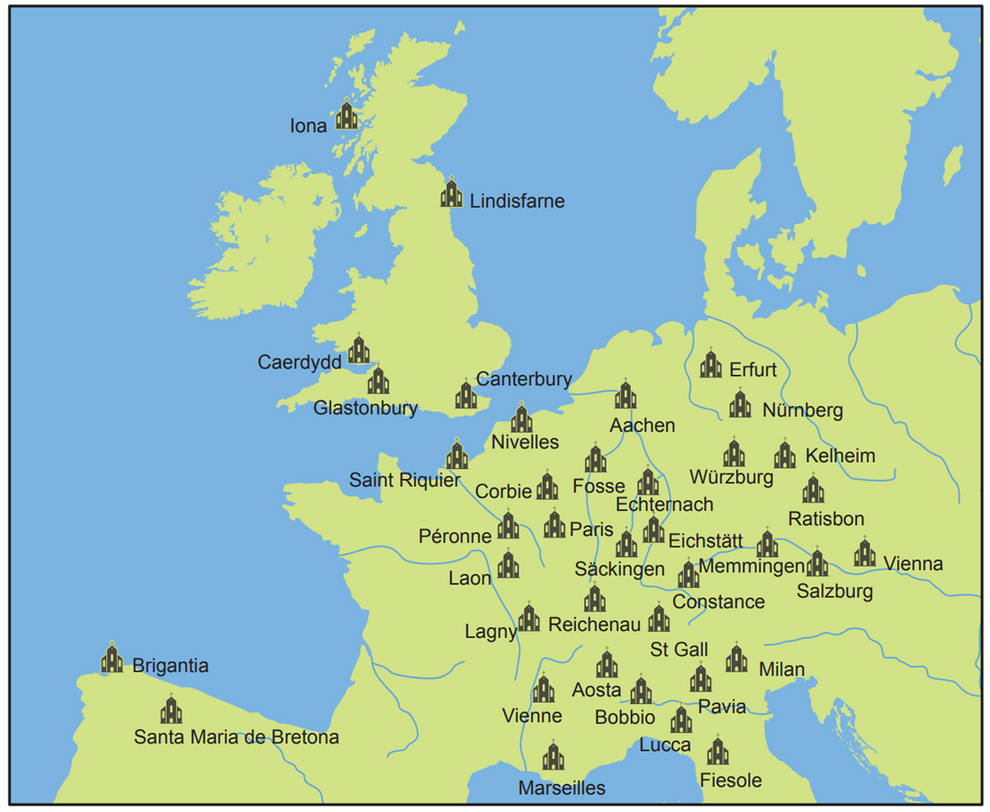 Iona
Lindisfarne
Caerdydd
Glastonbury
Canterbury
Erfurt
Nürnberg
Aachen
Nivelles
Kelheim
Würzburg
Saint Riquier
Fosse
Corbie
Echternach
Ratisbon
Péronne
Paris
Eichstätt
Säckingen
Memmingen
Vienna
Laon
Salzburg
Constance
Reichenau
Lagny
St Gall
Brigantia
Milan
Aosta
Pavia
Vienne
Bobbio
Santa Maria de Bretona
Lucca
Fiesole
Marseilles